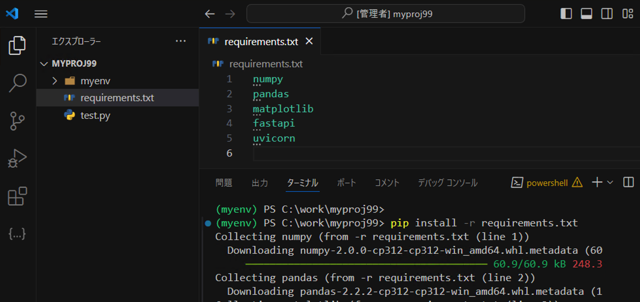 [管理者] myproj99
エクスプローラー
MYPROJ99
myenv
requirements.txt
test.py
requirements.txt
requirements.txt
1 numpy
2 pandas
3 matplotlib
4 fastapi
5 uvicorn
6
問題 出力 ターミナル ポート コメント デバッグ コンソール powershell
(myenv) PS C:\work\myproj99>
(myenv) PS C:\work\myproj99> pip install -r requirements.txt
Collecting numpy (from -r requirements.txt (line 1))
Downloading numpy-2.0.0-cp312-cp312-win_amd64.whl.metadata (60
60.9/60.9 kB 248.3
Collecting pandas (from -r requirements.txt (line 2))
Downloading pandas-2.2.2-cp312-cp312-win_amd64.whl.metadata (1